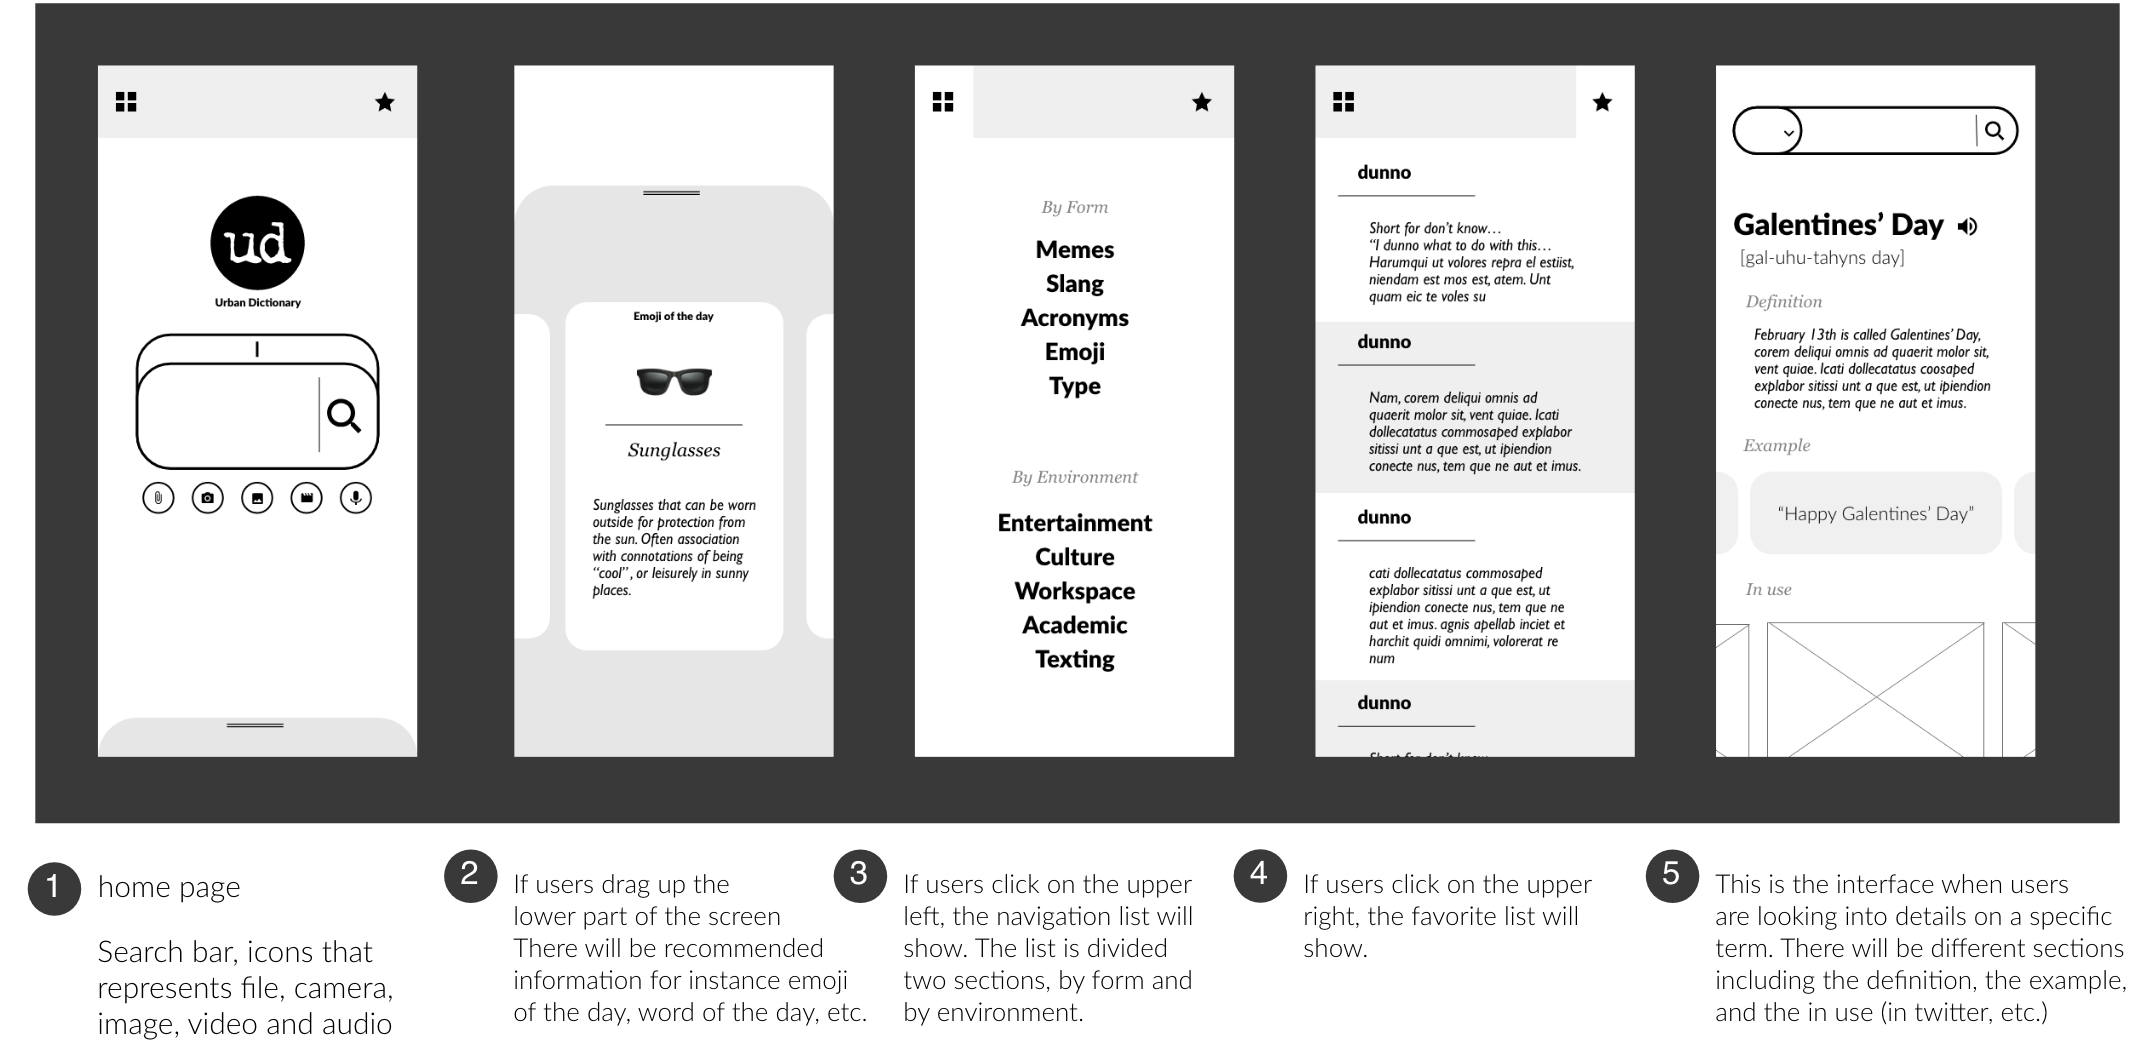 ud
Urban Dictionary
Emoji of the day
Sunglasses
Sunglasses that can be worn
outside for protection from
the sun. Often association
with connotations of being
“cool” , or leisurely in sunny
places.
By Form
Memes
Slang
Acronyms
Emoji
Type
By Environment
Entertainment
Culture
Workspace
Academic
Texting
dunno
Short for don’t know…
“I dunno what to do with this…
Harumqui ut volores repra el estiist,
niendam est mos est, atem. Unt
quam eic te voles su
dunno
Nam, corem deliqui omnis ad
quaerit molor sit, vent quiae. Icati
dollecatatus commosaped explabor
sitissi unt a que est, ut ipiendion
conecte nus, tem que ne aut et imus.
dunno
cati dollecatatus commosaped
explabor sitissi unt a que est, ut
ipiendion conecte nus, tem que ne
aut et imus. agnis apellab inciet et
harchit quidi omnimi, volorerat re
num
dunno
Galentines’ Day
[gal-uhu-tahyns day]
Definition
February 13th is called Galentines’ Day,
corem deliqui omnis ad quaerit molor sit,
vent quiae. Icati dollecatatus coosaped
explabor sitissi unt a que est, ut ipiendion
conecte nus, tem que ne aut et imus.
Example
“Happy Galentines’ Day”
In use
1
home page
Search bar, icons that
represents file, camera,
image, video and audio
2
If users drag up the
lower part of the screen
There will be recommended
information for instance emoji
of the day, word of the day, etc.
3
If users click on the upper
left, the navigation list will
show. The list is divided
two sections, by form and
by environment.
4
If users click on the upper
right, the favorite list will
show.
5
This is the interface when users
are looking into details on a specific
term. There will be different sections
including the definition, the example,
and the in use (in twitter, etc.)